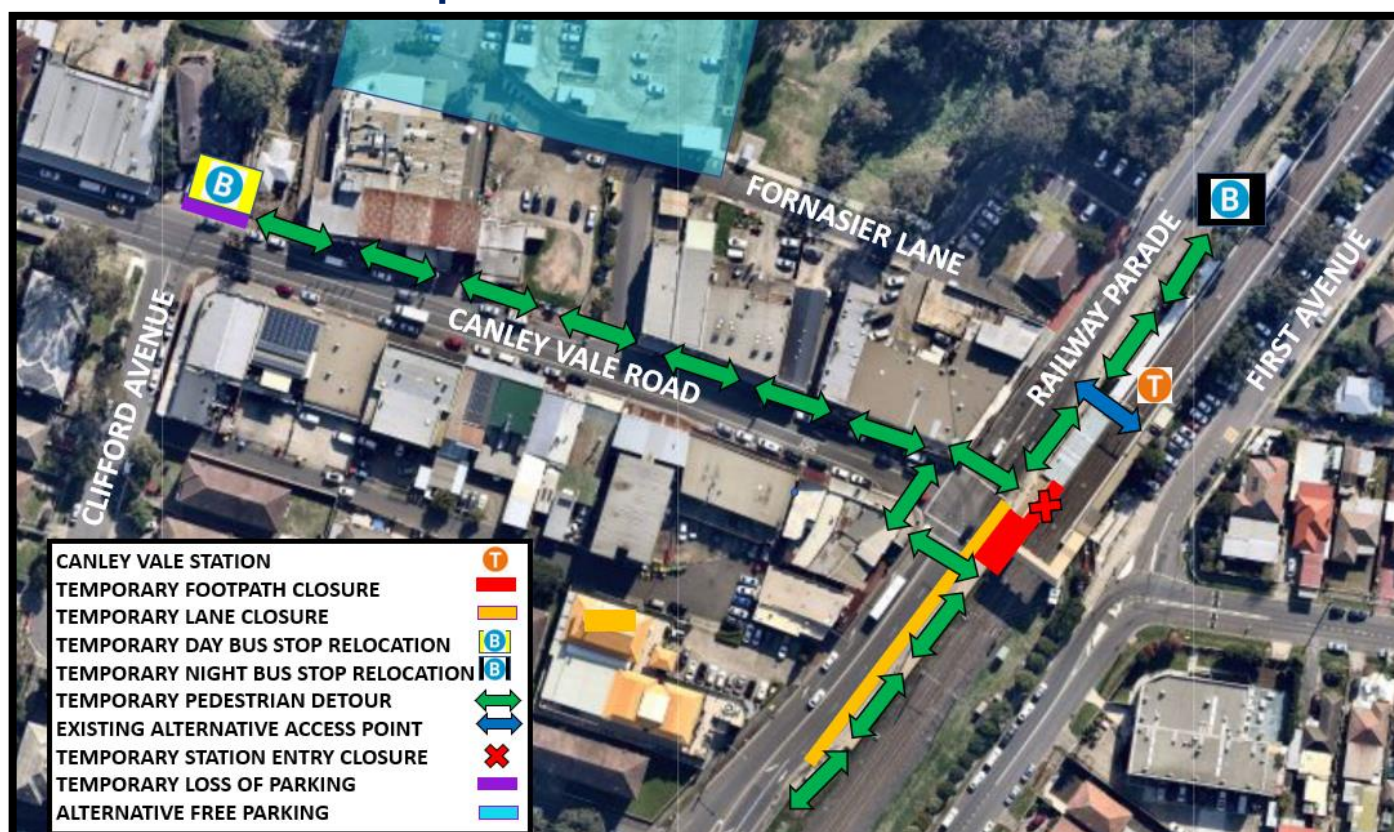 B
B
FORNASIER LANE
RAILWAY PARADE
FIRST AVENUE
CLIFFORD AVENUE
CANLEY VALE ROAD
T
CANLEY VALE STATION T
TEMPORARY FOOTPATH CLOSURE
TEMPORARY LANE CLOSURE
TEMPORARY DAY BUS STOP RELOCATION B
TEMPORARY NIGHT BUS STOP RELOCATION B
TEMPORARY PEDESTRIAN DETOUR
EXISTING ALTERNATIVE ACCESS POINT
TEMPORARY STATION ENTRY CLOSURE
TEMPORARY LOSS OF PARKING
ALTERNATIVE FREE PARKING